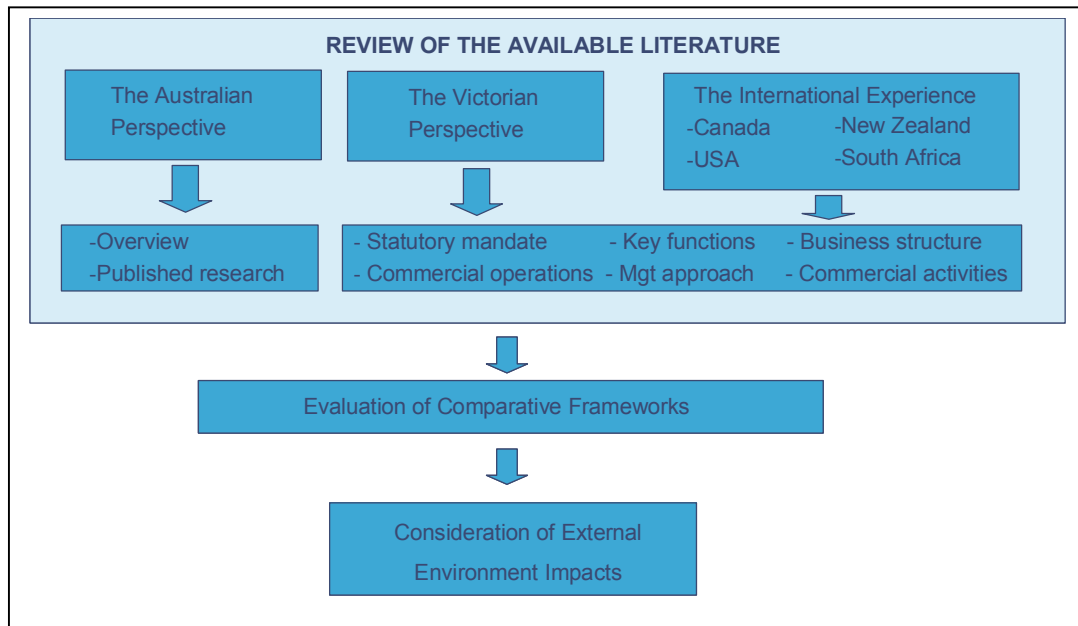 REVIEW OF THE AVAILABLE LITERATURE
The Australian
Perspective
The Victorian
Perspective
The International Experience
-Canada -New Zealand
-USA -South Africa
-Overview
-Published research
- Statutory mandate - Key functions - Business structure
- Commercial operations - Mgt approach - Commercial activities
Evaluation of Comparative Frameworks
Consideration of External
Environment Impacts